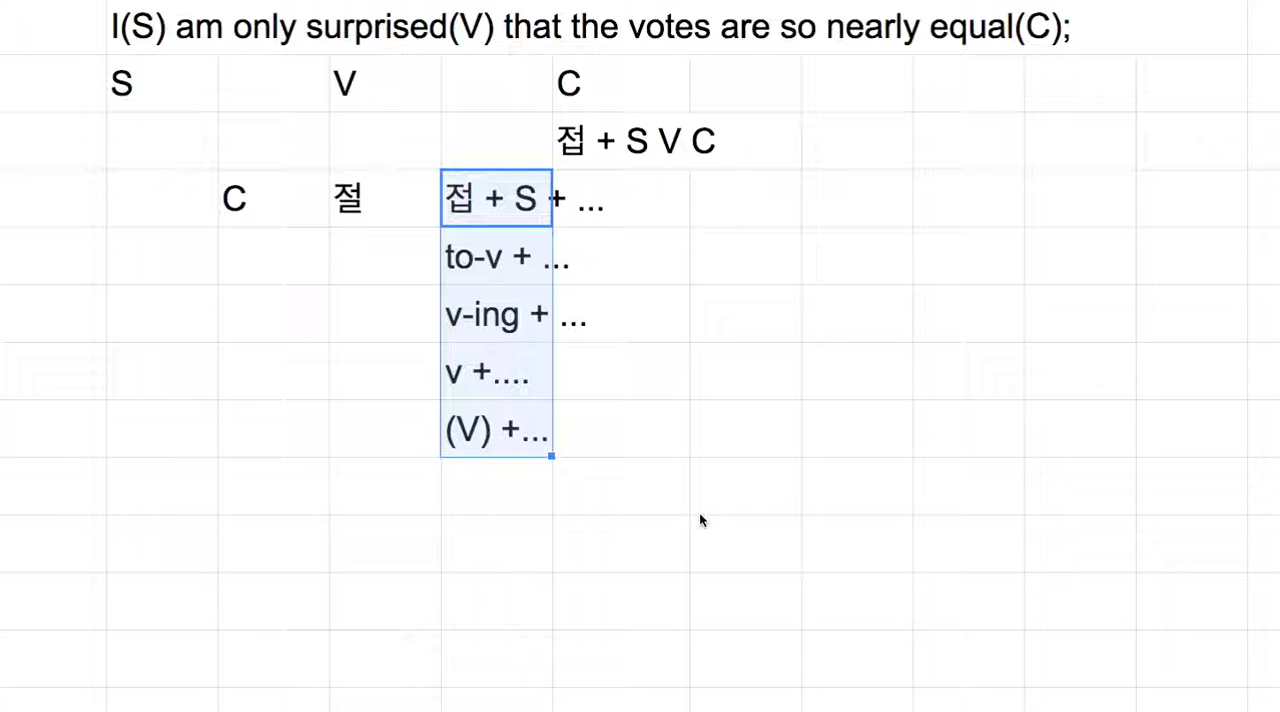 I(S) am only surprised(V) that the votes are so nearly equal(C);
S V C
접 + S V C
C 절 접 + S + ...
to-v + ...
v-ing + ...
v +....
(V) +...